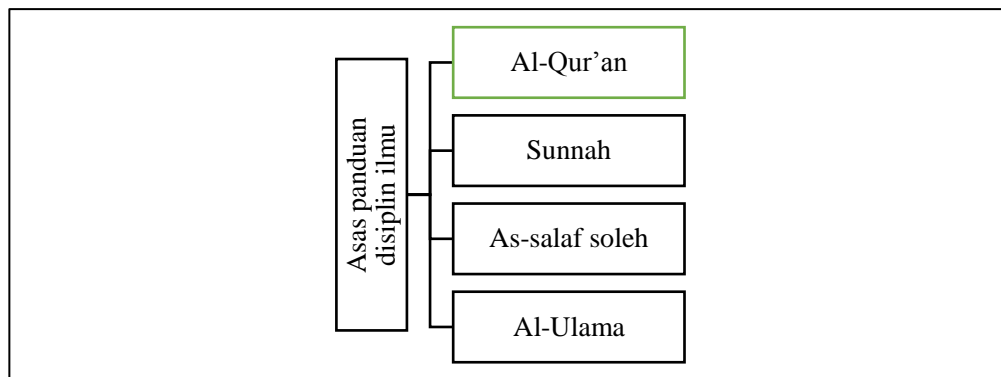 Asas panduan
disiplin ilmu
Al-Qur’an
Sunnah
As-salaf soleh
Al-Ulama